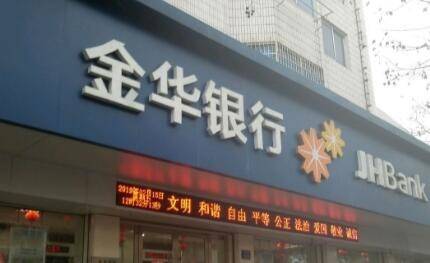 金华银行
JHBank
文明 和谐 自由 平等 公正 法治 爱国 敬业 诚信